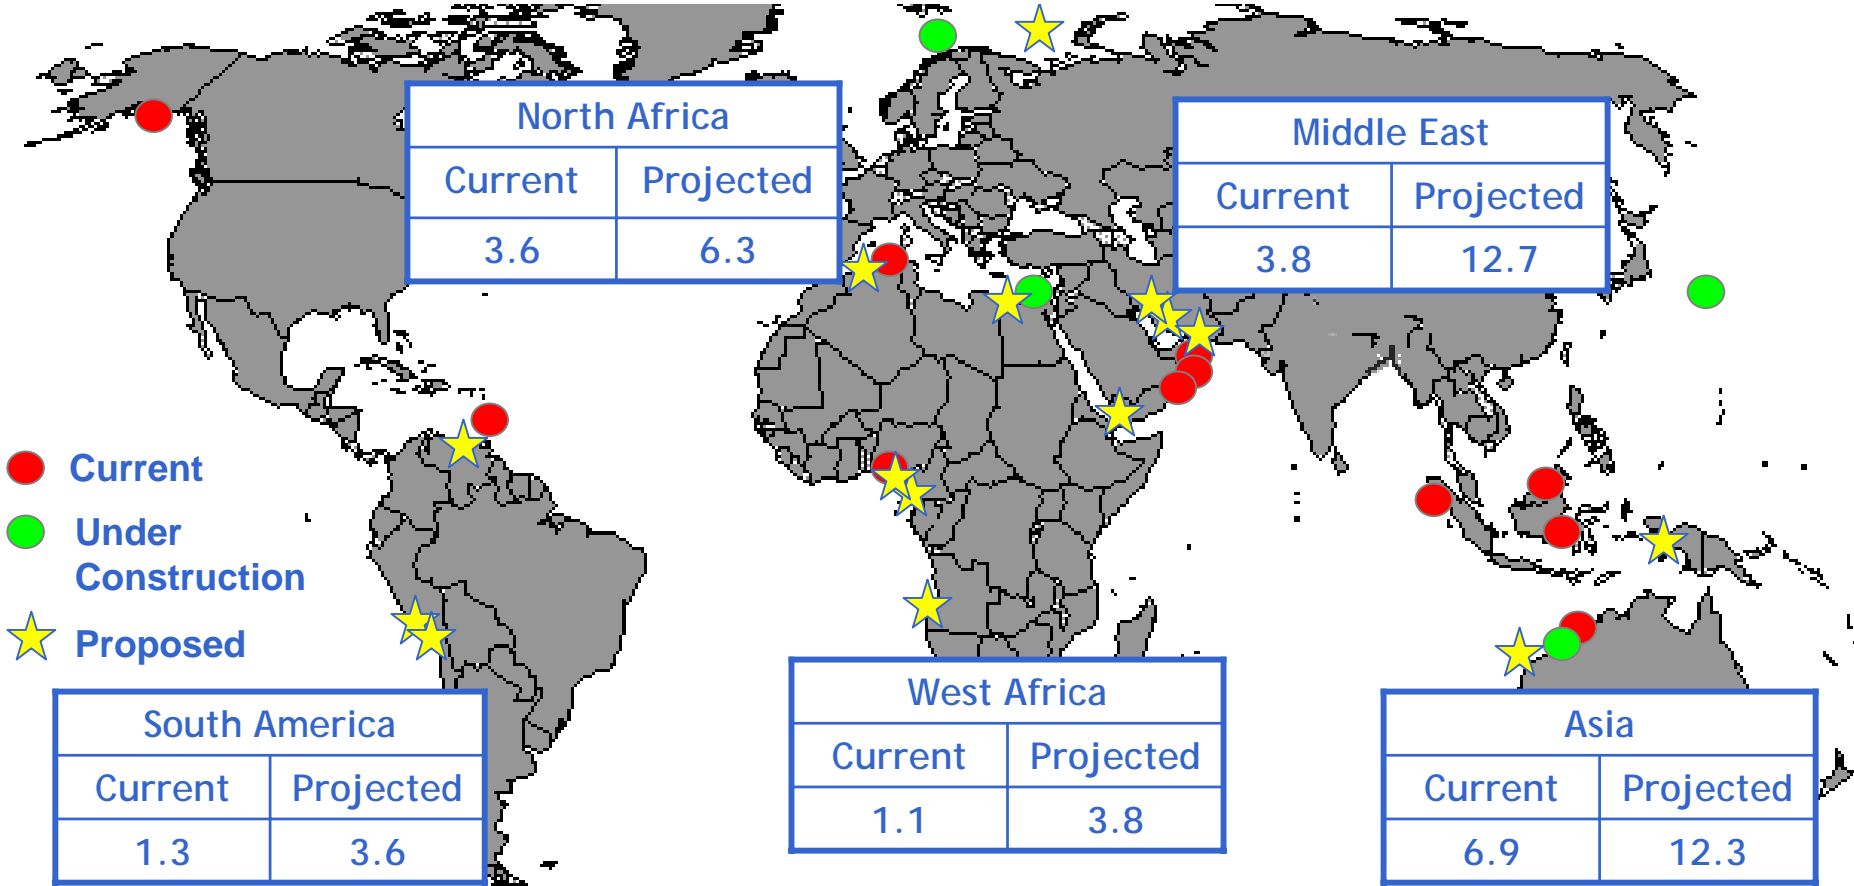 North Africa
Current Projected
3.6 6.3
Middle East
Current Projected
3.8 12.7
Current
Under
Construction
Proposed
South America
Current Projected
1.3 3.6
West Africa
Current Projected
1.1 3.8
Asia
Current Projected
6.9 12.3